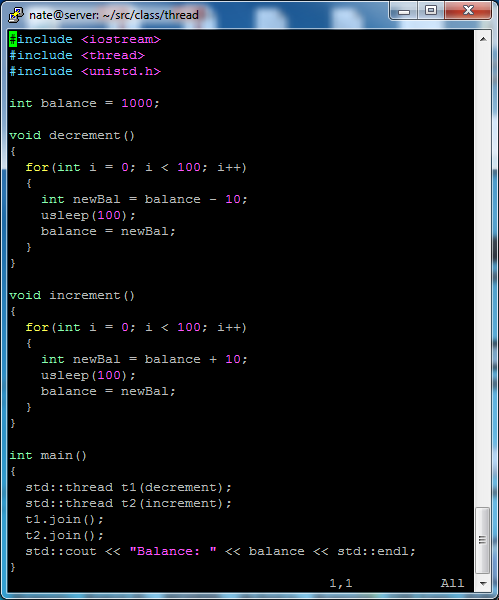 nate@server: ~/src/class/thread
#include <iostream>
#include <thread>
#include <unistd.h>
int balance = 1000;
void decrement()
{
  for(int i = 0; i < 100; i++)
  {
    int newBal = balance - 10;
    usleep(100);
    balance = newBal;
  }
}
void increment()
{
  for(int i = 0; i < 100; i++)
  {
    int newBal = balance + 10;
    usleep(100);
    balance = newBal;
  }
}
int main()
{
  std::thread t1(decrement);
  std::thread t2(increment);
  t1.join();
  t2.join();
  std::cout << "Balance: " << balance << std::endl;
}
1,1 All